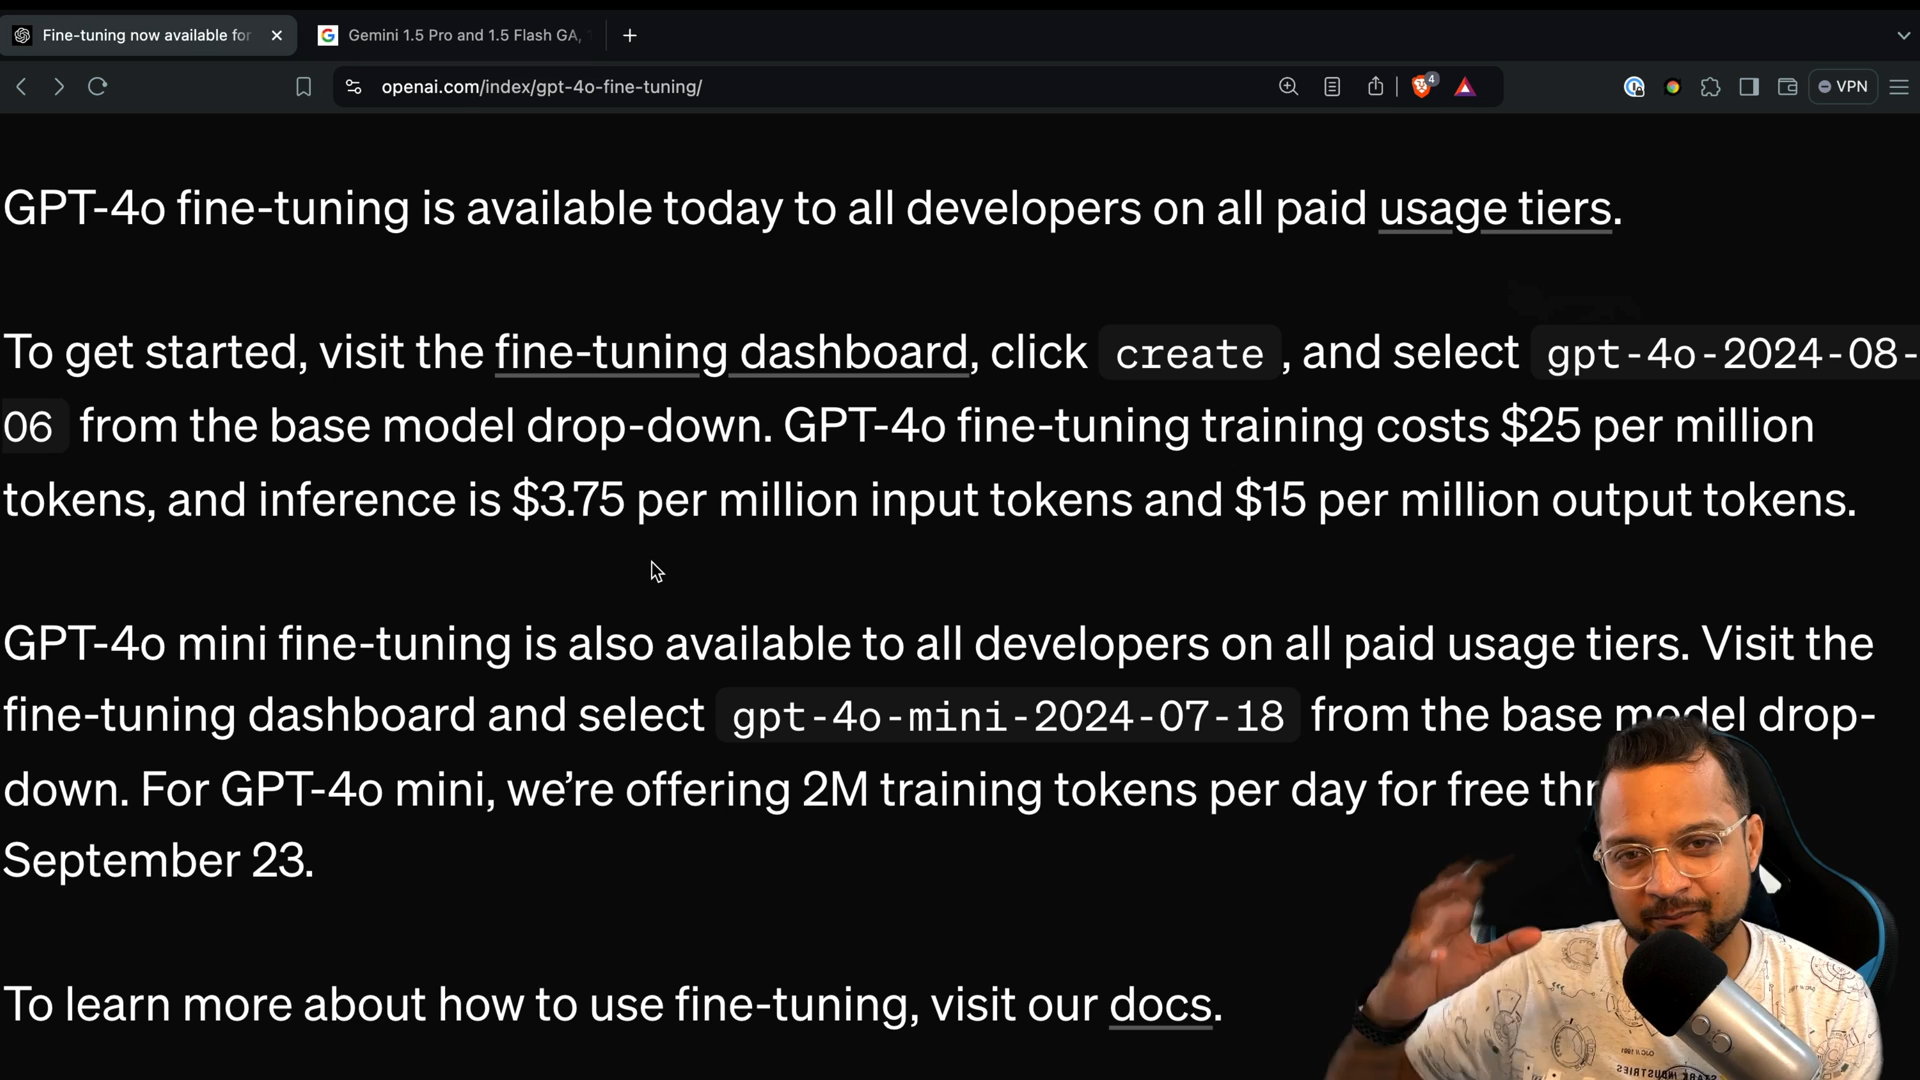 Fine-tuning now available for
Gemini 1.5 Pro and 1.5 Flash GA,
openai.com/index/gpt-4o-fine-tuning/
4
VPN
GPT-4o fine-tuning is available today to all developers on all paid usage tiers.
To get started, visit the fine-tuning dashboard, click create, and select gpt-4o-2024-08-
06 from the base model drop-down. GPT-4o fine-tuning training costs $25 per million
tokens, and inference is $3.75 per million input tokens and $15 per million output tokens.
GPT-4o mini fine-tuning is also available to all developers on all paid usage tiers. Visit the
fine-tuning dashboard and select gpt-4o-mini-2024-07-18 from the base model drop-
down. For GPT-4o mini, we’re offering 2M training tokens per day for free
September 23.
To learn more about how to use fine-tuning, visit our docs.